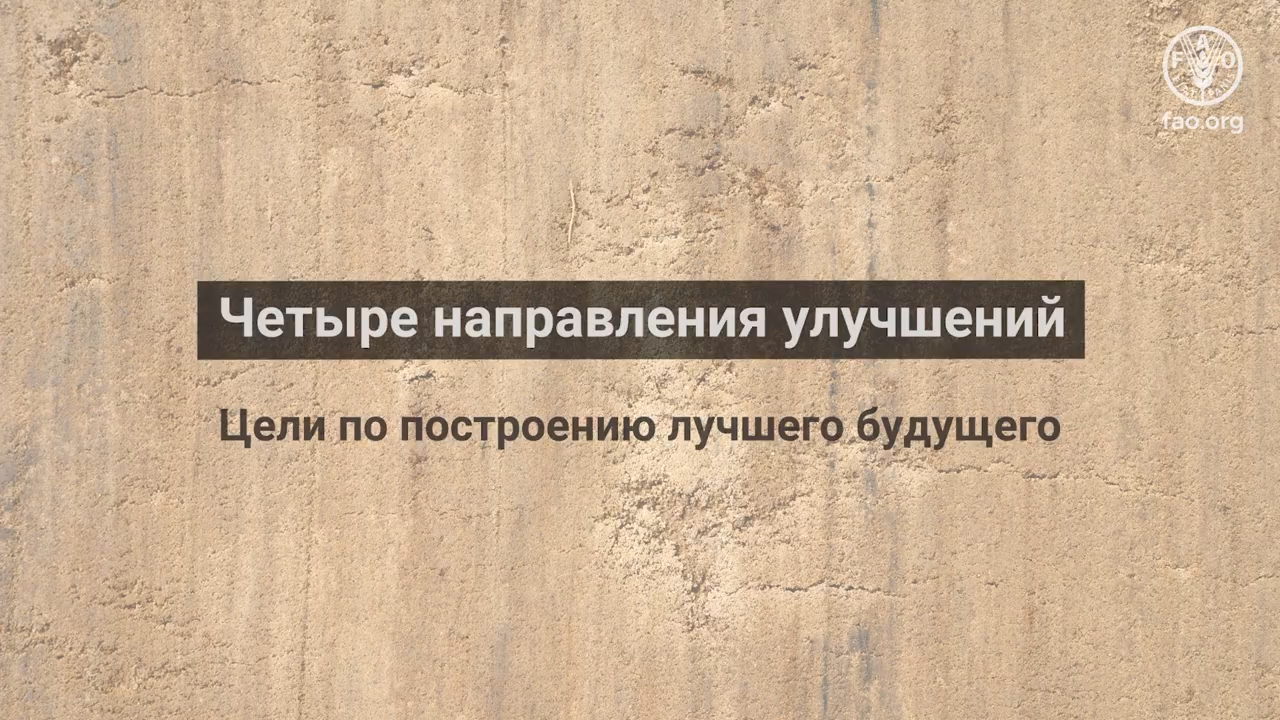 FAO
fao.org
Четыре направления улучшений
Цели по построению лучшего будущего